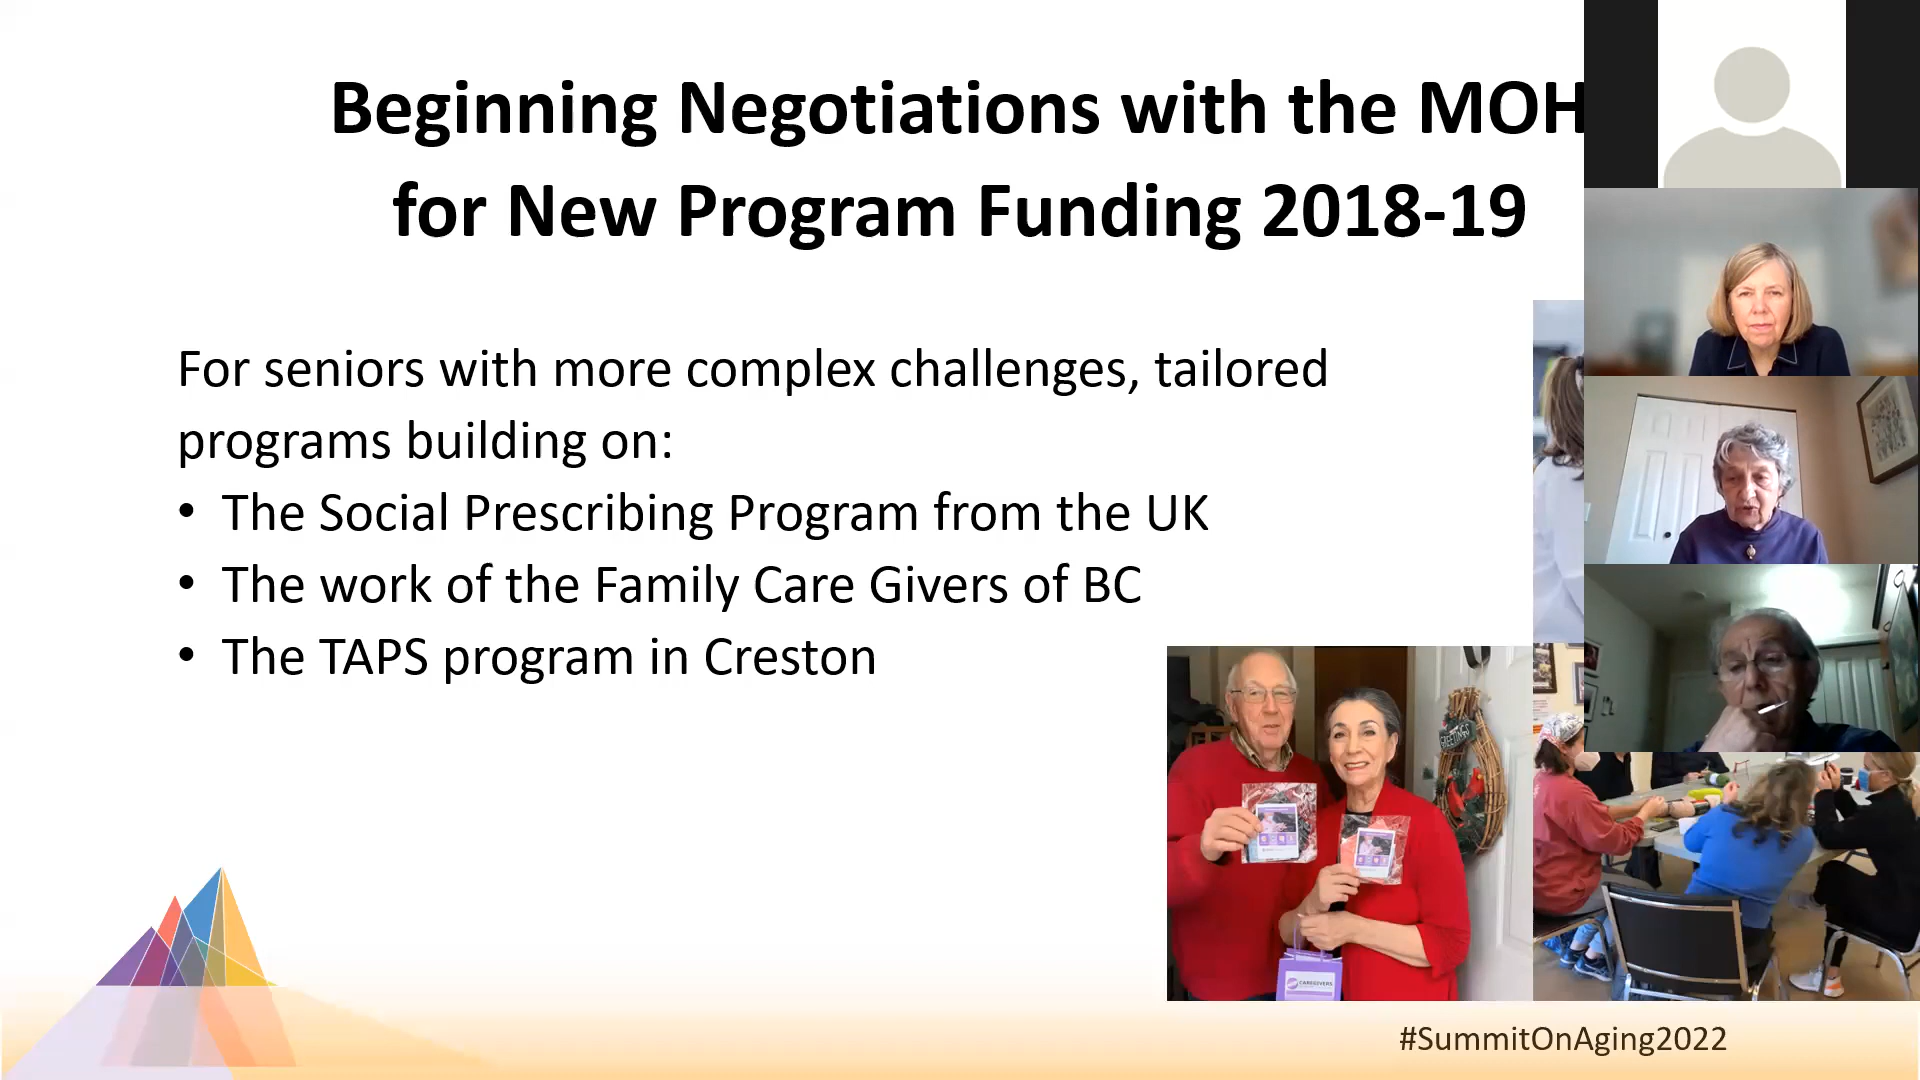 Beginning Negotiations with the MOH
for New Program Funding 2018-19
For seniors with more complex challenges, tailored
programs building on:
• The Social Prescribing Program from the UK
• The work of the Family Care Givers of BC
• The TAPS program in Creston
GREETINGS
CAREGIVERS
#SummitOnAging2022